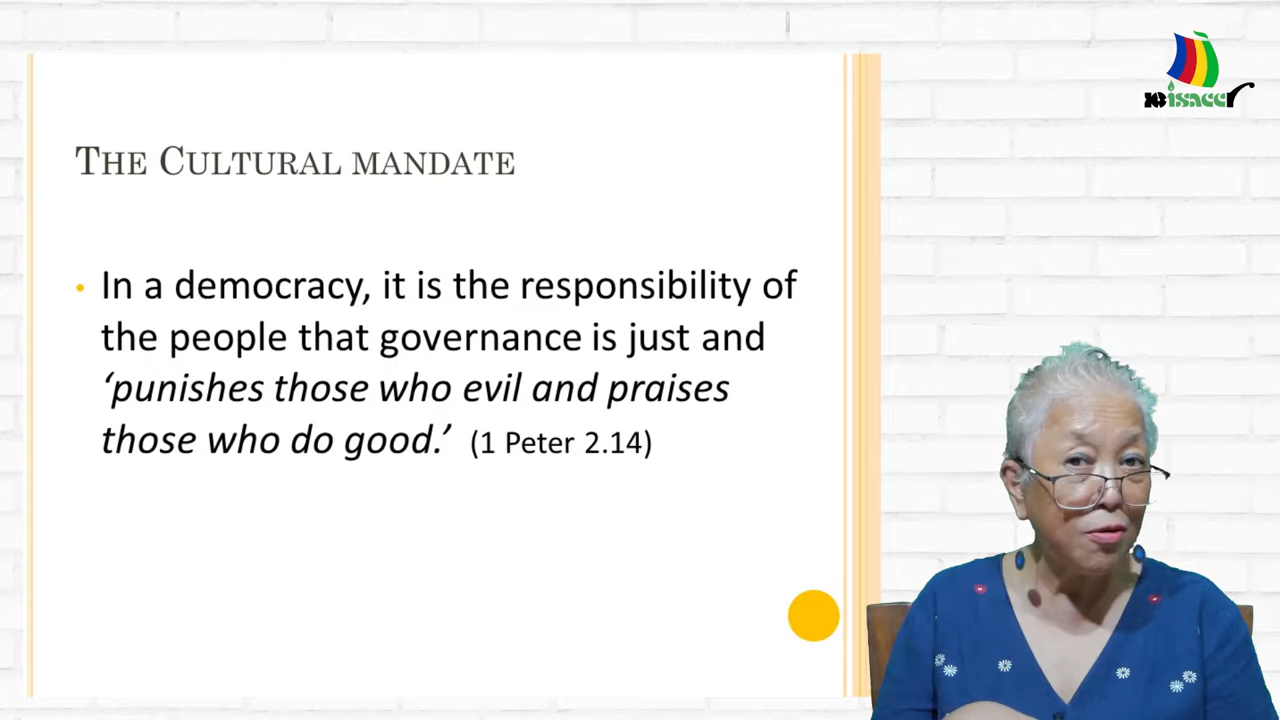 isacc
THE CULTURAL MANDATE
In a democracy, it is the responsibility of
the people that governance is just and
‘punishes those who evil and praises
those who do good.’ (1 Peter 2.14)